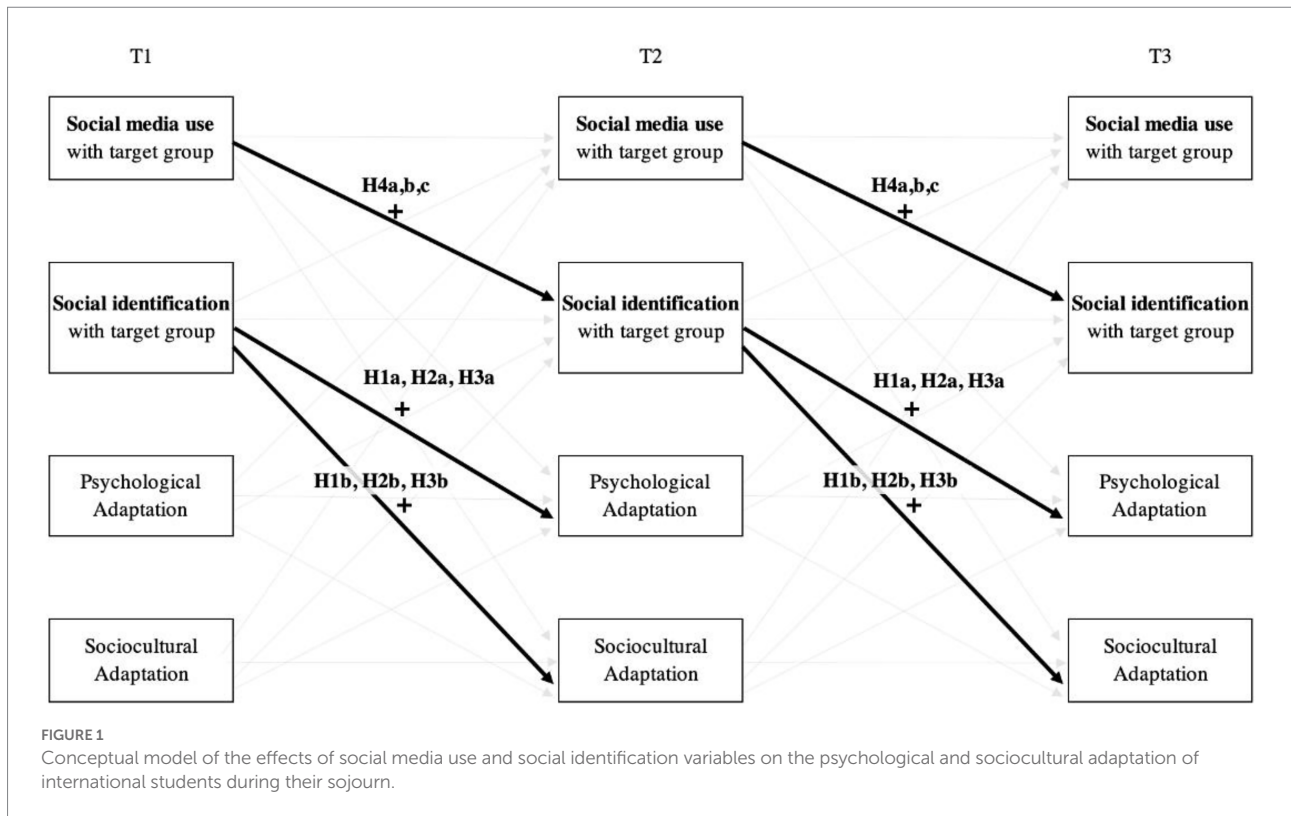 T1
T2
T3
Social media use
with target group
Social media use
with target group
Social media use
with target group
H4a,b,c
+
H4a,b,c
+
Social identification
with target group
Social identification
with target group
Social identification
with target group
H1a, H2a, H3a
+
H1a, H2a, H3a
+
Psychological
Adaptation
H1b, H2b, H3b
+
Psychological
Adaptation
H1b, H2b, H3b
+
Psychological
Adaptation
Sociocultural
Adaptation
Sociocultural
Adaptation
Sociocultural
Adaptation
FIGURE 1
Conceptual model of the effects of social media use and social identification variables on the psychological and sociocultural adaptation of
international students during their sojourn.